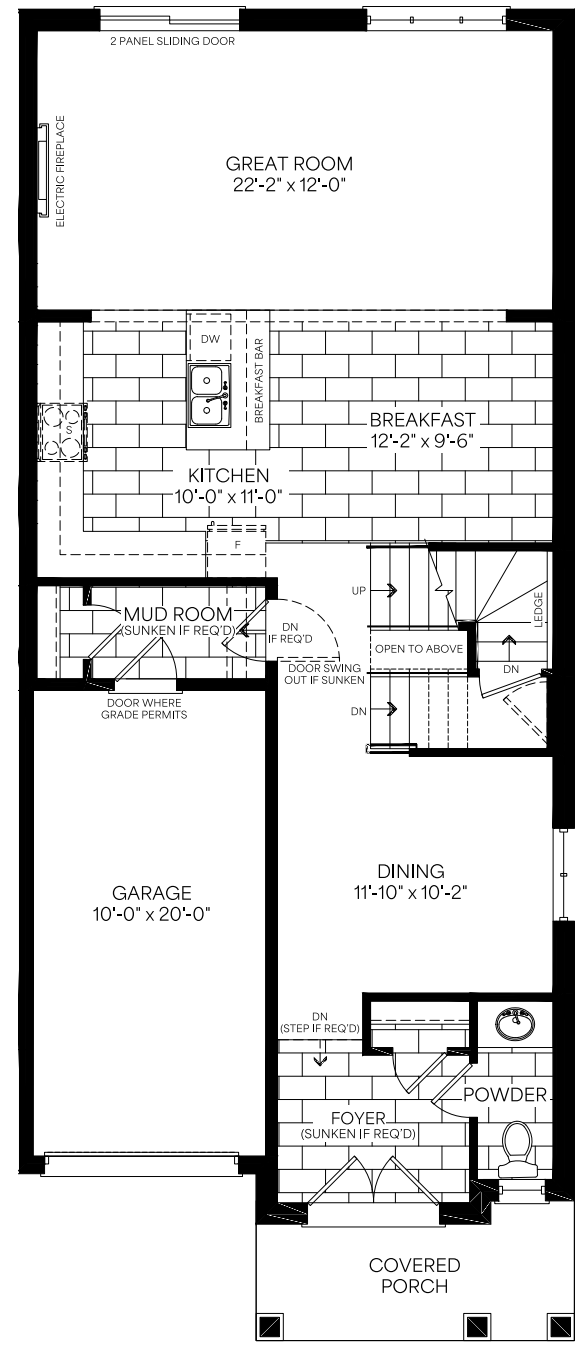 2 PANEL SLIDING DOOR
ELECTRIC FIREPLACE
GREAT ROOM
22'-2" x 12'-0"
DW
BREAKFAST BAR
S
BREAKFAST
12'-2" x 9'-6"
KITCHEN
10'-0" x 11'-0"
F
UP
LEDGE
MUD ROOM
(SUNKEN IF REQ'D)
DN
IF REQ'D
OPEN TO ABOVE
DOOR SWING
OUT IF SUNKEN
DN
DOOR WHERE
GRADE PERMITS
DN
DINING
11'-10" x 10'-2"
GARAGE
10'-0" x 20'-0"
DN
(STEP IF REQ'D)
POWDER
FOYER
(SUNKEN IF REQ'D)
COVERED
PORCH